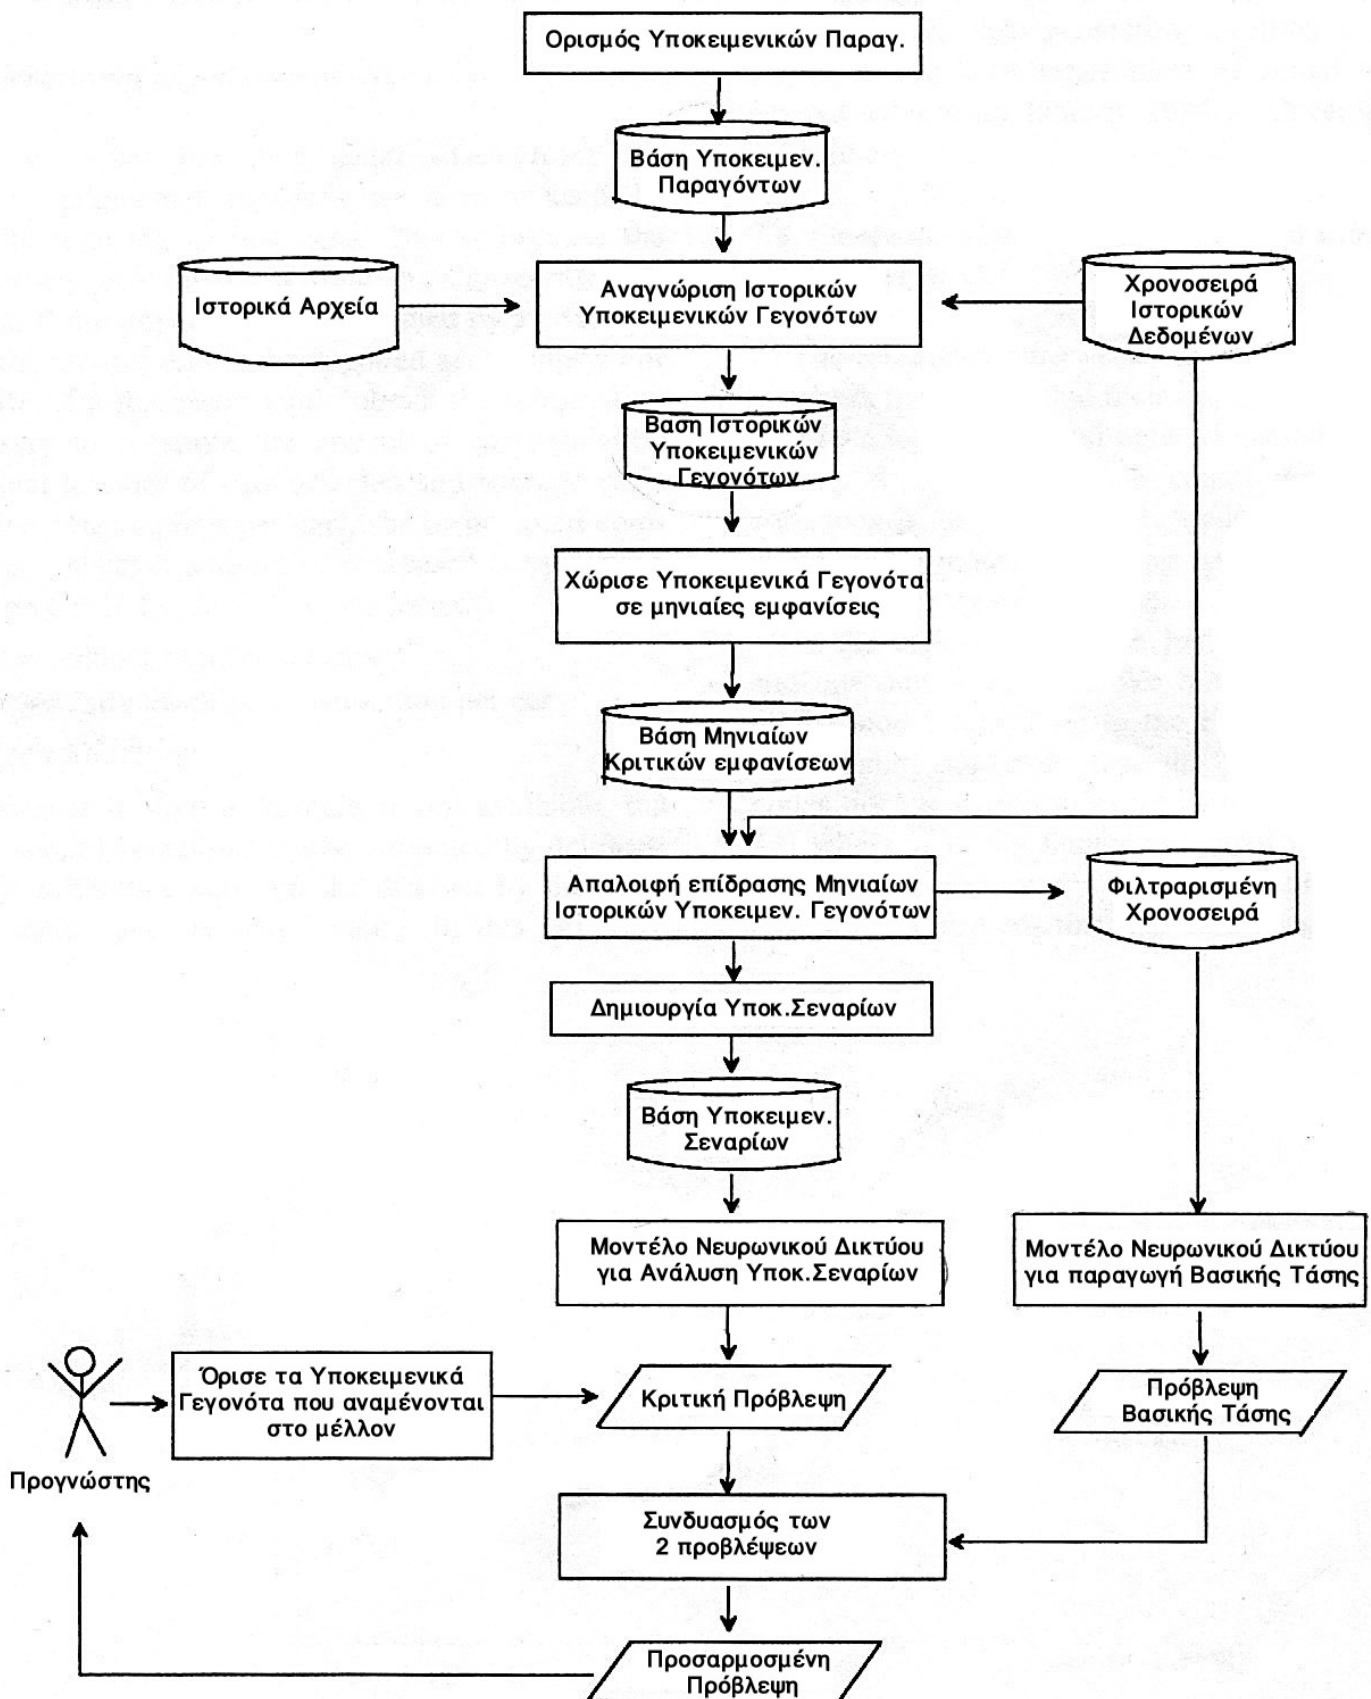 Ορισμός Υποκειμενικών Παραγ.
Βάση Υποκειμεν.
Παραγόντων
Ιστορικά Αρχεία
Αναγνώριση Ιστορικών
Υποκειμενικών Γεγονότων
Χρονοσειρά
Ιστορικών
Δεδομένων
Βαση Ιστορικών
Υποκειμενικών
Γεγονότων
Χώρισε Υποκειμενικά Γεγονότα
σε μηνιαίες εμφανίσεις
Βάση Μηνιαίων
Κριτικών εμφανίσεων
Απαλοιφή επίδρασης Μηνιαίων
Ιστορικών Υποκειμεν. Γεγονότων
Φιλτραρισμένη
Χρονοσειρά
Δημιουργία Υποκ.Σεναρίων
Βάση Υποκειμεν.
Σεναρίων
Μοντέλο Νευρωνικού Δικτύου
για Ανάλυση Υποκ.Σεναρίων
Μοντέλο Νευρωνικού Δικτύου
για παραγωγή Βασικής Τάσης
Όρισε τα Υποκειμενικά
Γεγονότα που αναμένονται
στο μέλλον
Κριτική Πρόβλεψη
Πρόβλεψη
Βασικής Τάσης
Προγνώστης
Συνδυασμός των
2 προβλέψεων
Προσαρμοσμένη
Πρόβλεψη